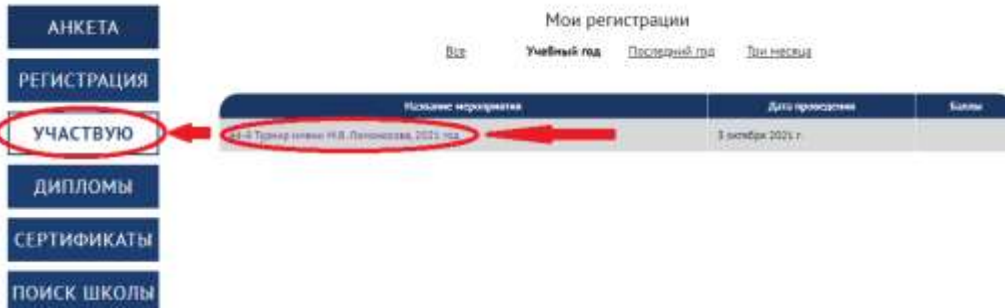 АНКЕТА
РЕГИСТРАЦИЯ
УЧАСТВУЮ
ДИПЛОМЫ
СЕРТИФИКАТЫ
ПОИСК ШКОЛЫ
Мои регистрации
Все Учебный год Последний год Три месяца
Название мероприятия Дата проведения Баллы
Турнир имени М.В. Ломоносова, 2021 год 3 октября 2021 г.